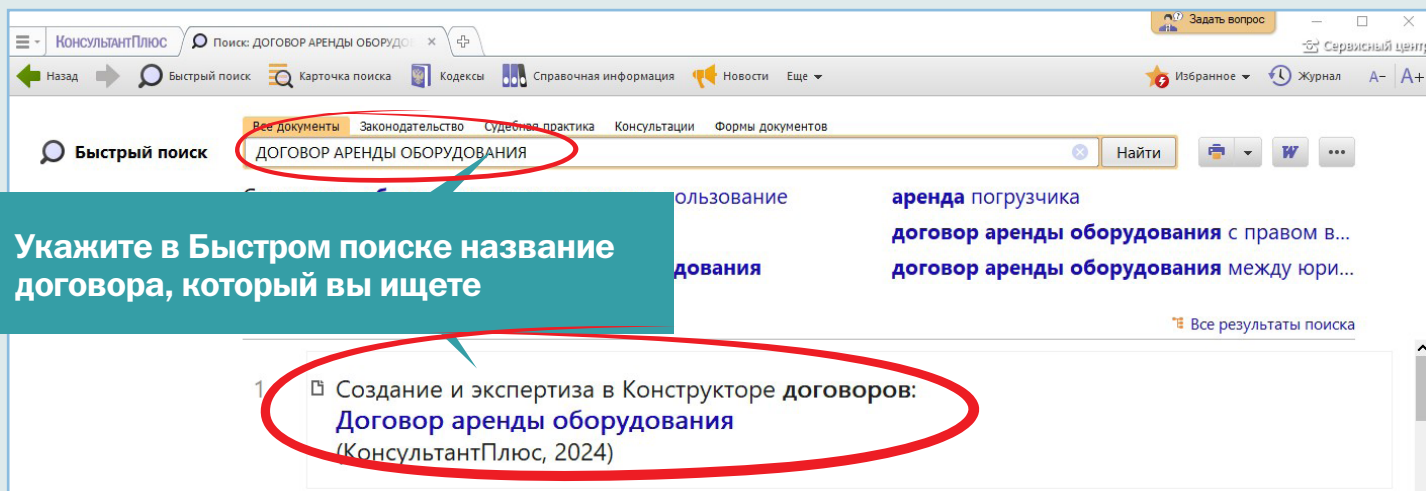 Задать вопрос
КонсультантПлюс
Поиск: ДОГОВОР АРЕНДЫ ОБОРУДО
Сервисный центр
Назад
Быстрый поиск
Карточка поиска
Кодексы
Справочная информация
Новости
Еще
Избранное
Журнал
A- A+
Все документы Законодательство Судебная практика Консультации Формы документов
Быстрый поиск
ДОГОВОР АРЕНДЫ ОБОРУДОВАНИЯ
Найти
W
ользование
аренда погрузчика
договор аренды оборудования с правом в...
дования
договор аренды оборудования между юри...
Укажите в Быстром поиске название
договора, который вы ищете
Все результаты поиска
1
Создание и экспертиза в Конструкторе договоров:
Договор аренды оборудования
(КонсультантПлюс, 2024)